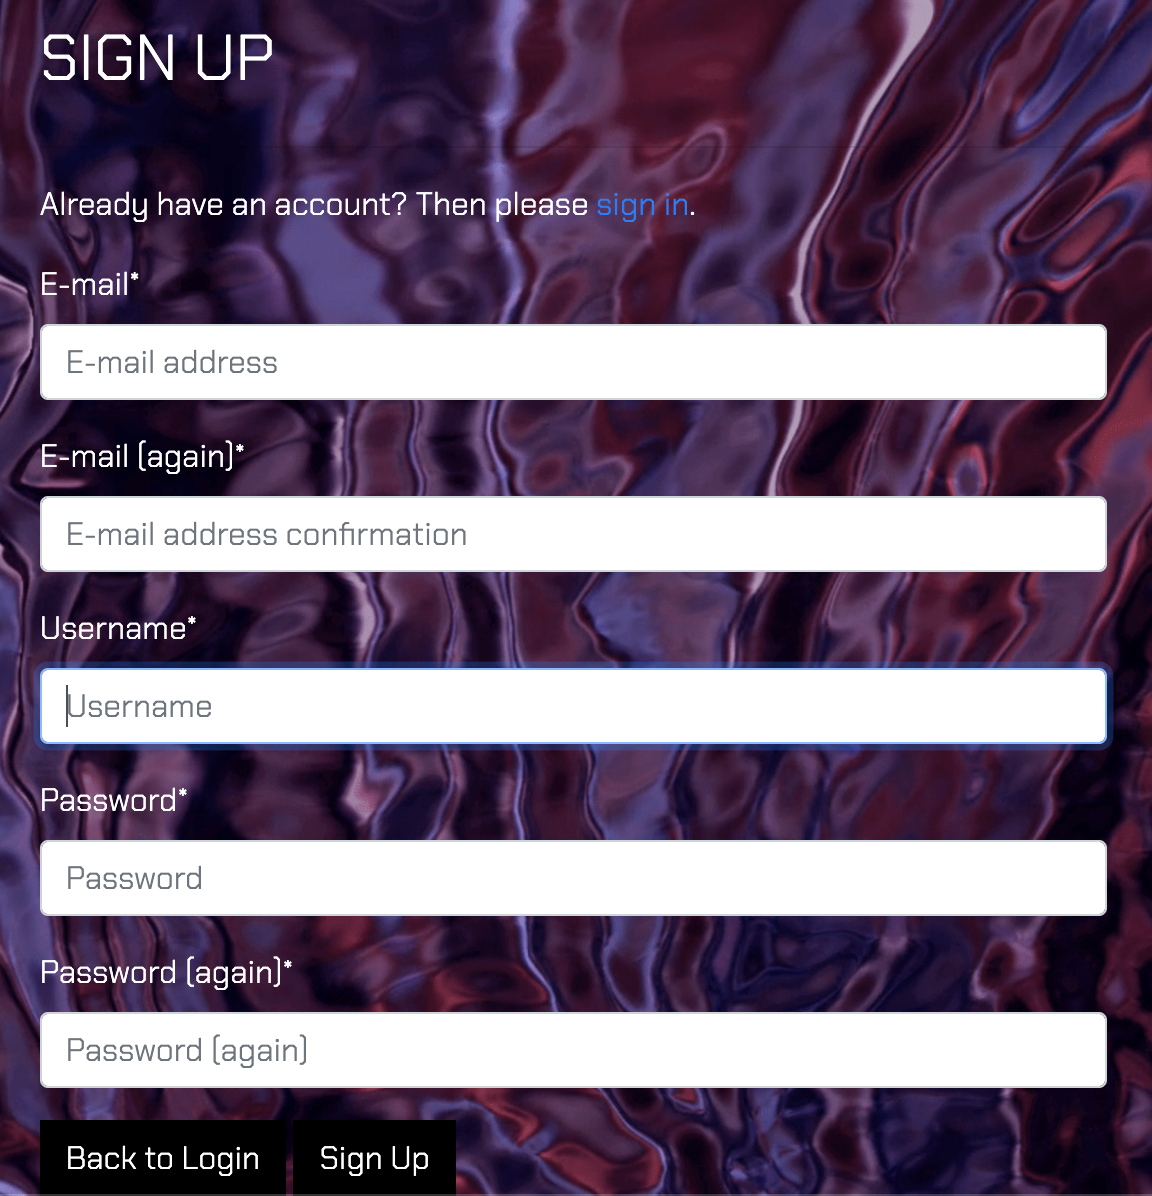 SIGN UP
Already have an account? Then please sign in.
E-mail*
E-mail address
E-mail (again)*
E-mail address confirmation
Username*
Username
Password*
Password
Password (again)*
Password (again)
Back to Login Sign Up